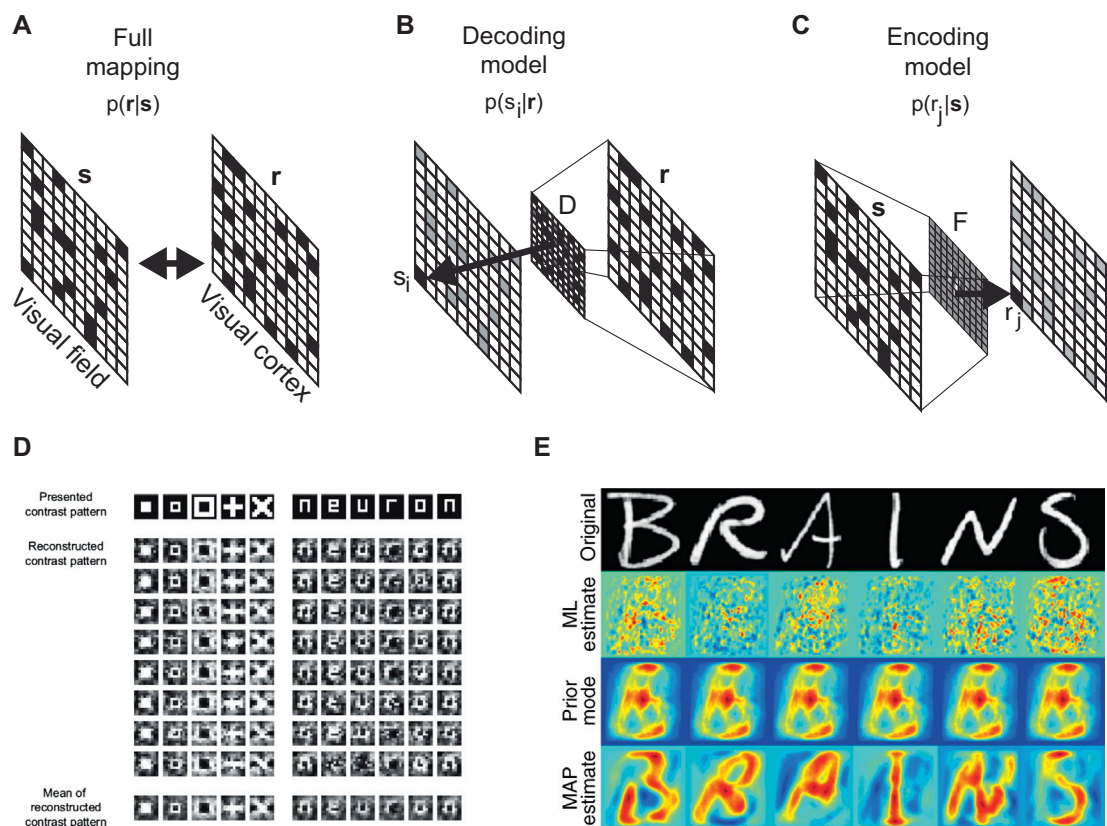 A
Full
mapping
p(r|s)
s
r
Visual field
Visual cortex
B
Decoding
model
p(s_i|r)
r
D
s_i
C
Encoding
model
p(r_j|s)
s
F
r_j
D
Presented
contrast pattern
n e u r o n
Reconstructed
contrast pattern
Mean of
reconstructed
contrast pattern
E
Original
BRAINS
ML
estimate
Prior
mode
MAP
estimate